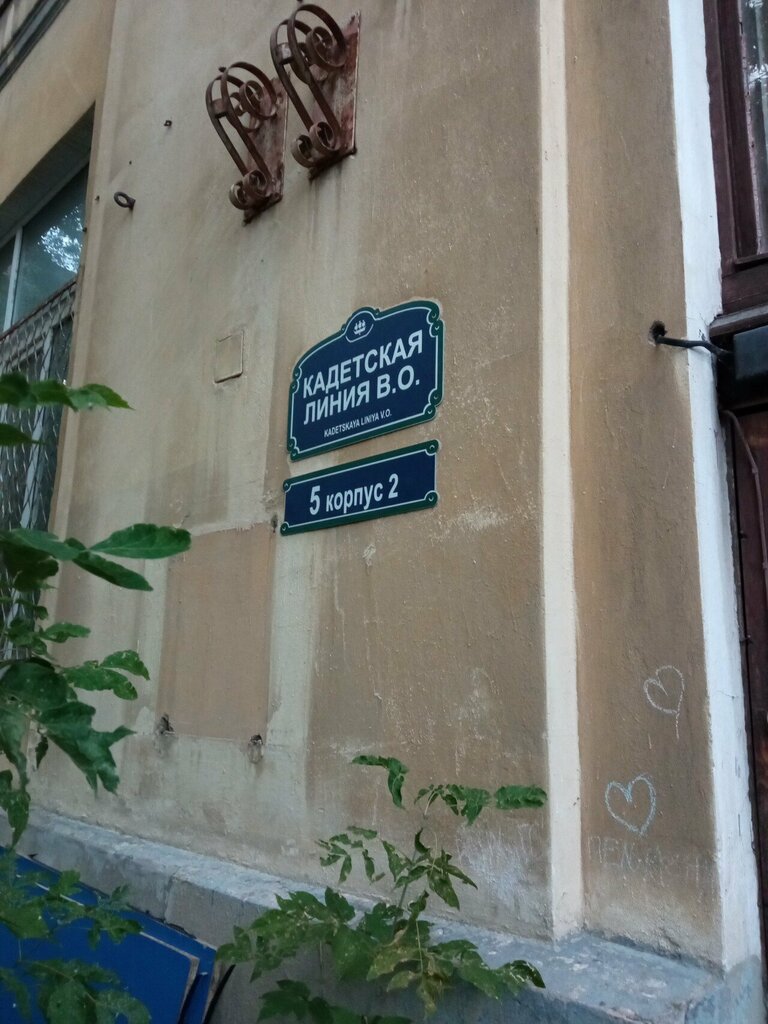 КАДЕТСКАЯ
ЛИНИЯ В.О.
KADETSKAYA LINIYA V.O.
5 корпус 2